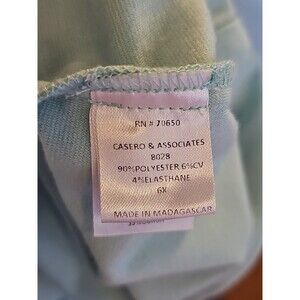 RN # 70650
CASERO & ASSOCIATES
8028
90%POLYESTER 6%CV
4%ELASTHANE
6X
MADE IN MADAGASCAR